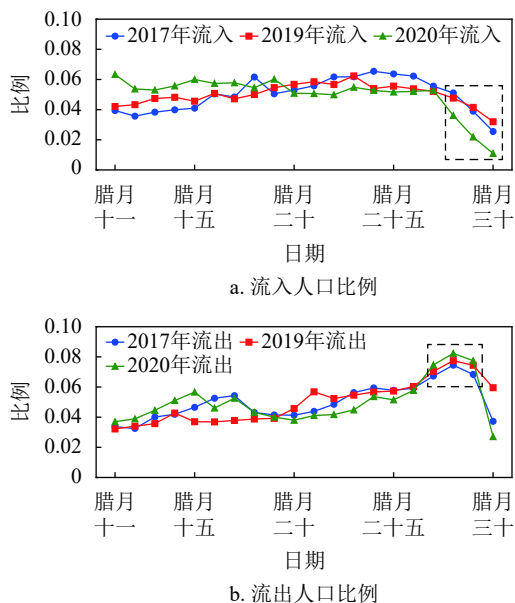 0.10
2017年流入 2019年流入 2020年流入
0.08
0.06
0.04
0.02
0
比例
腊月 腊月 腊月 腊月 腊月
十一 十五 二十 二十五 三十
日期
a. 流入人口比例
0.10
2017年流出 2019年流出
0.08
2020年流出
0.06
0.04
0.02
0
比例
腊月 腊月 腊月 腊月 腊月
十一 十五 二十 二十五 三十
日期
b. 流出人口比例